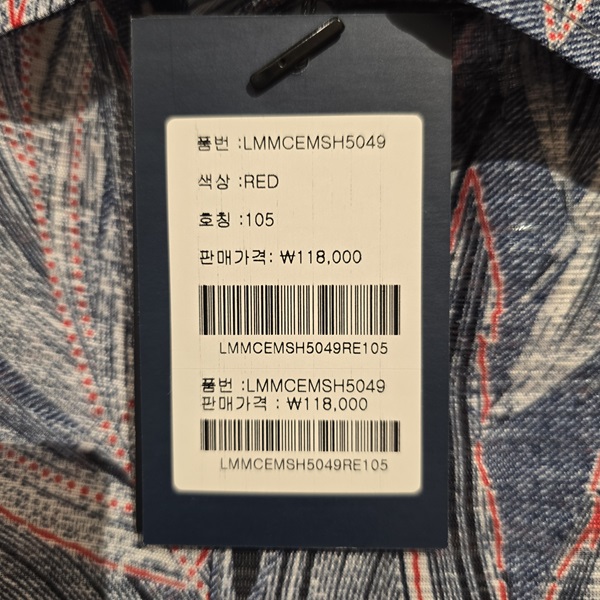 품번 :LMMCEMSH5049
색상 :RED
호칭 :105
판매가격: ₩118,000
LMMCEMSH5049RE105
품번 :LMMCEMSH5049
판매가격 : ₩118,000
LMMCEMSH5049RE105